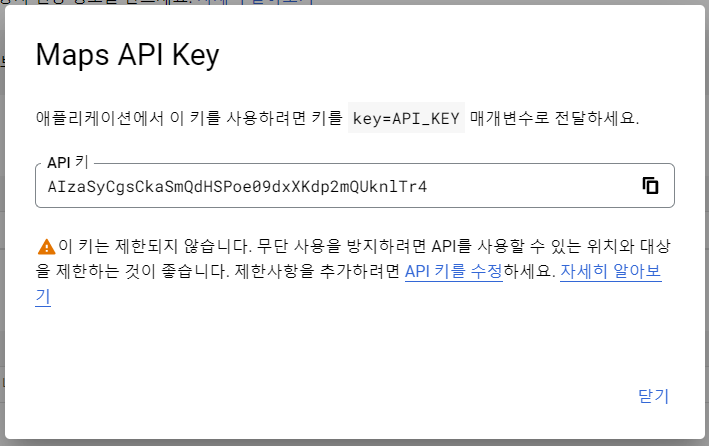 Maps API Key
애플리케이션에서 이 키를 사용하려면 키를 key=API_KEY 매개변수로 전달하세요.
API 키
AIzaSyCgsCkaSmQdHSPoe09dxXKdp2mQUknlTr4
이 키는 제한되지 않습니다. 무단 사용을 방지하려면 API를 사용할 수 있는 위치와 대상
을 제한하는 것이 좋습니다. 제한사항을 추가하려면 API 키를 수정하세요. 자세히 알아보
기
닫기